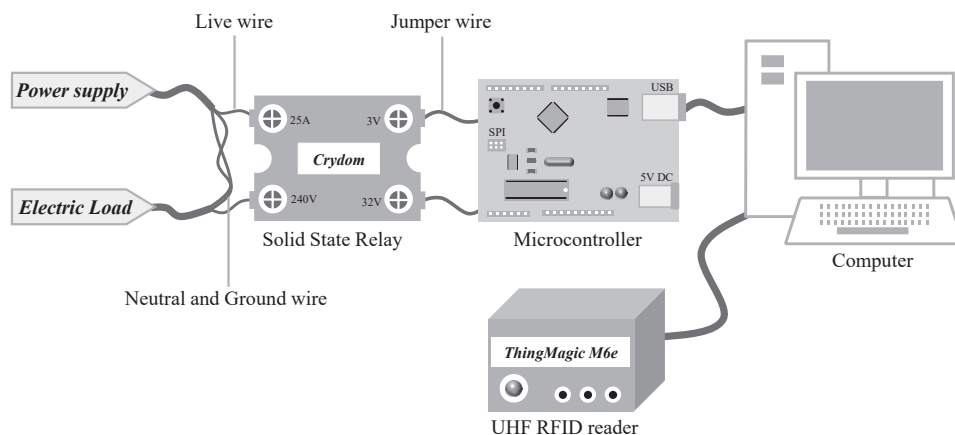 Live wire
Jumper wire
Power supply
Electric Load
25A
3V
Crydom
240V
32V
Solid State Relay
Neutral and Ground wire
USB
SPI
5V DC
Microcontroller
Computer
ThingMagic M6e
UHF RFID reader